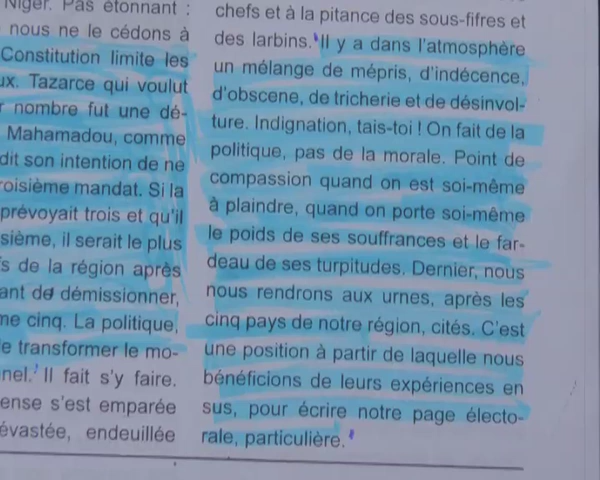 Niger. Pas étonnant :
nous ne le cédons à
Constitution limite les
ux. Tazarce qui voulut
r nombre fut une dé-
Mahamadou, comme
dit son intention de ne
roisième mandat. Si la
prévoyait trois et qu'il
sième, il serait le plus
fs de la région après
ant de démissionner,
me cinq. La politique,
e transformer le mo-
nel. Il fait s'y faire.
ense s'est emparée
évastée, endeuillée
chefs et à la pitance des sous-fifres et
des larbins. Il y a dans l'atmosphère
un mélange de mépris, d'indécence,
d'obscene, de tricherie et de désinvol-
ture. Indignation, tais-toi ! On fait de la
politique, pas de la morale. Point de
compassion quand on est soi-même
à plaindre, quand on porte soi-même
le poids de ses souffrances et le far-
deau de ses turpitudes. Dernier, nous
nous rendrons aux urnes, après les
cinq pays de notre région, cités. C'est
une position à partir de laquelle nous
bénéficions de leurs expériences en
sus, pour écrire notre page électo-
rale, particulière.